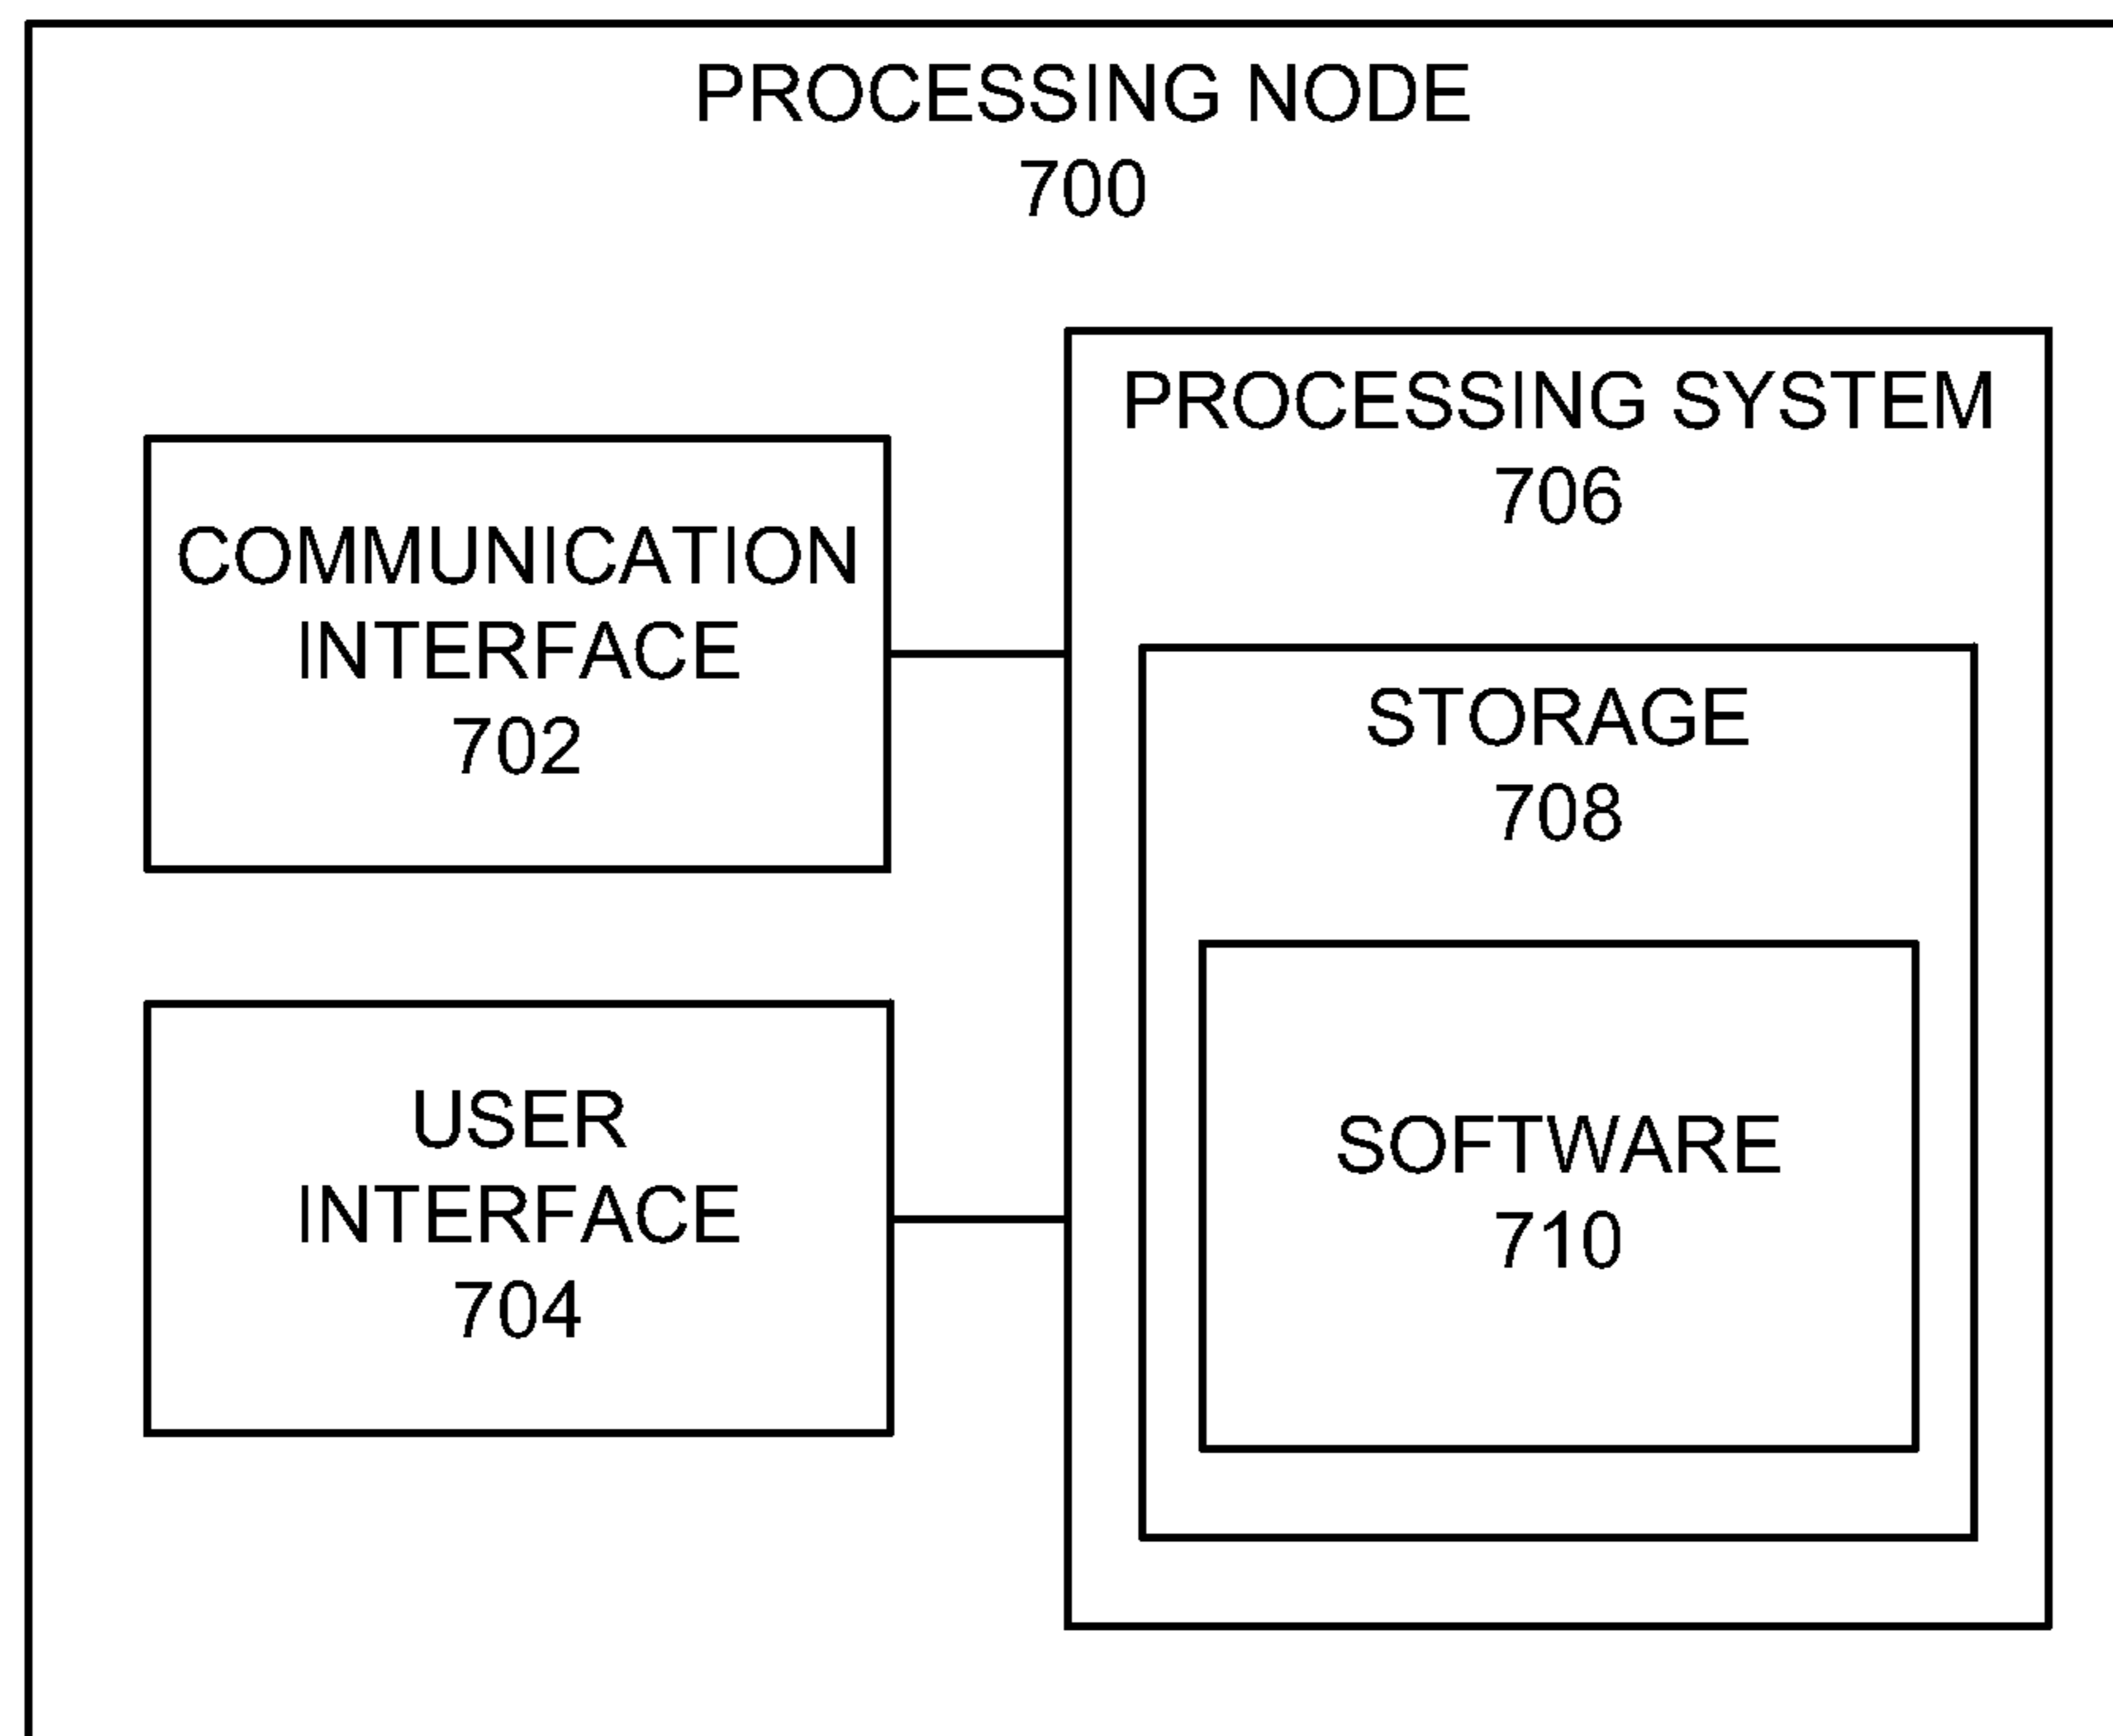 PROCESSING NODE
700
PROCESSING SYSTEM
706
COMMUNICATION
INTERFACE
702
STORAGE
708
USER
INTERFACE
704
SOFTWARE
710